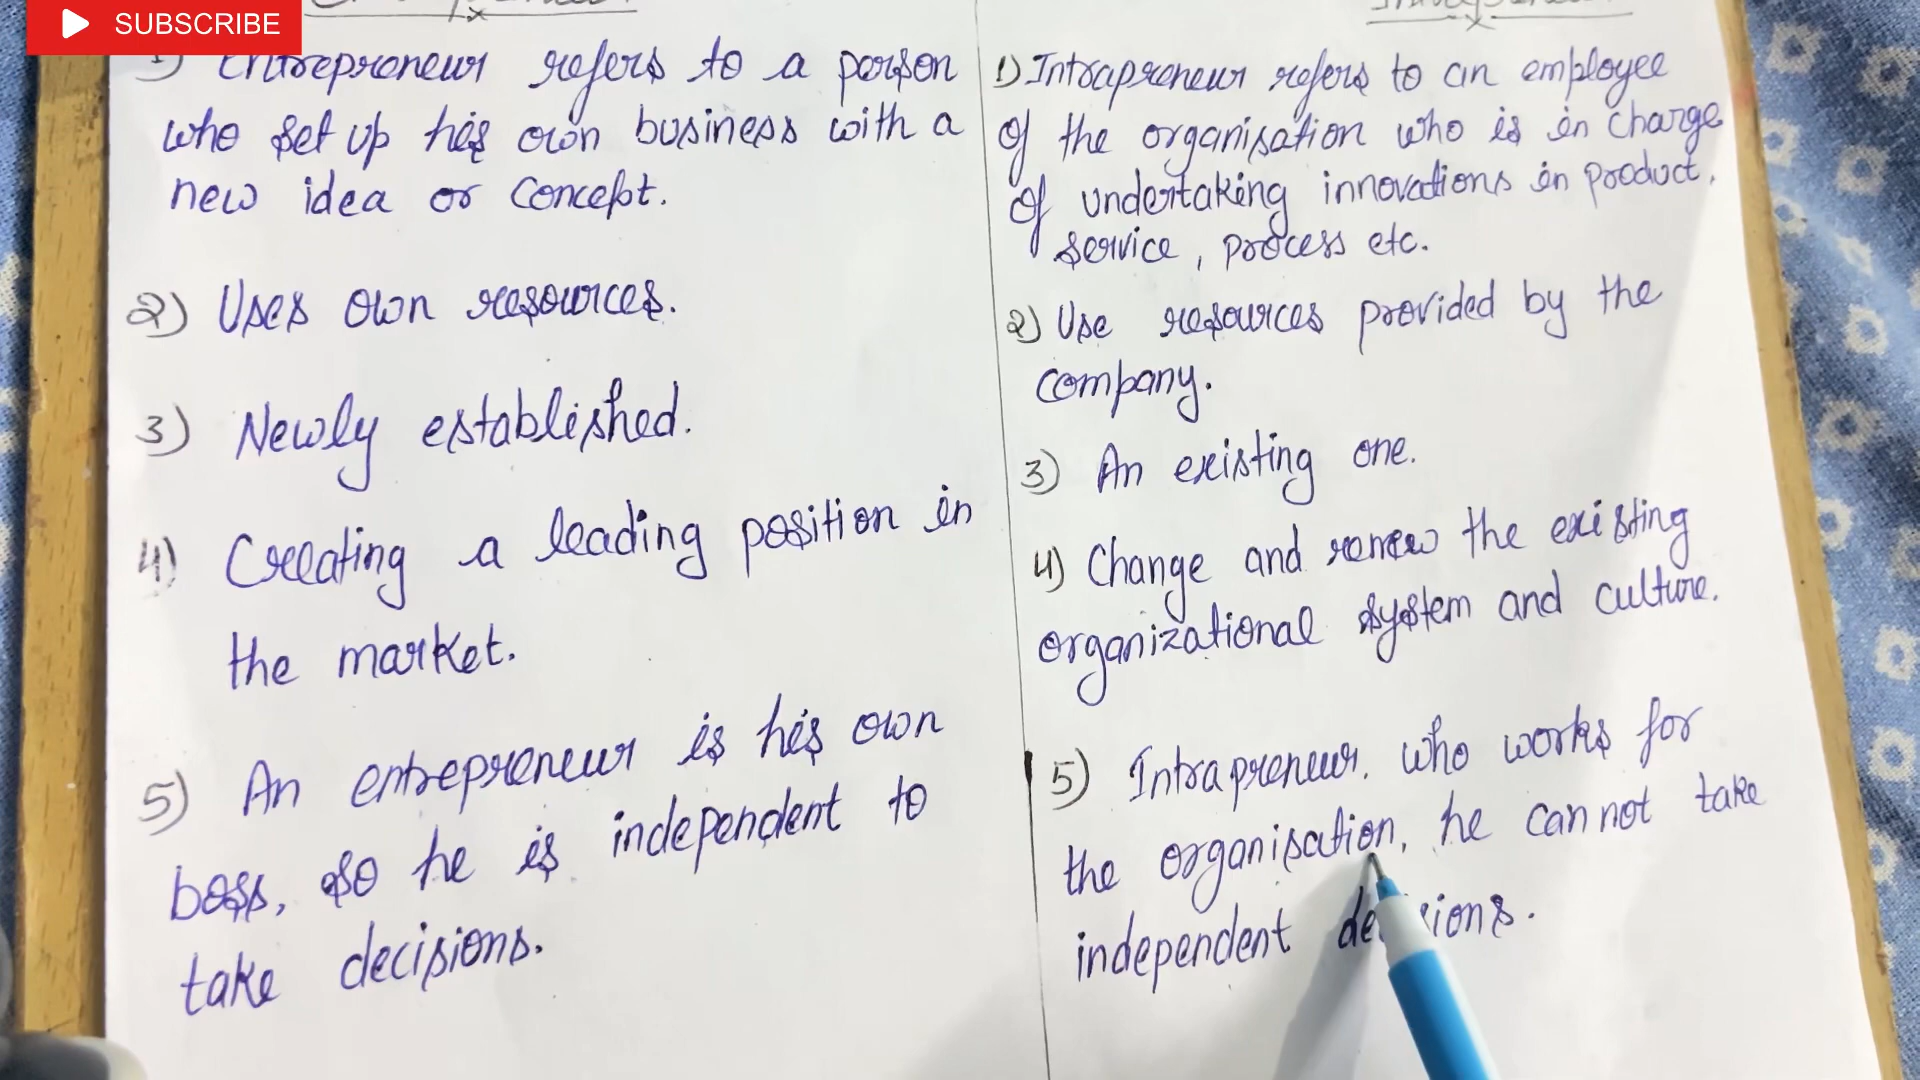 SUBSCRIBE
1) Entrepreneur refers to a person
who set up his own business with a
new idea or concept.
2) Uses own resources.
3) Newly established.
4) Creating a leading position in
the market.
5) An entrepreneur is his own
boss, so he is independent to
take decisions.
1) Intrapreneur refers to an employee
of the organisation who is in charge
of undertaking innovations in product,
service, process etc.
2) Use resources provided by the
company.
3) An existing one.
4) Change and renew the existing
organizational system and culture.
5) Intrapreneur. who works for
the organisation, he cannot take
independent decisions.